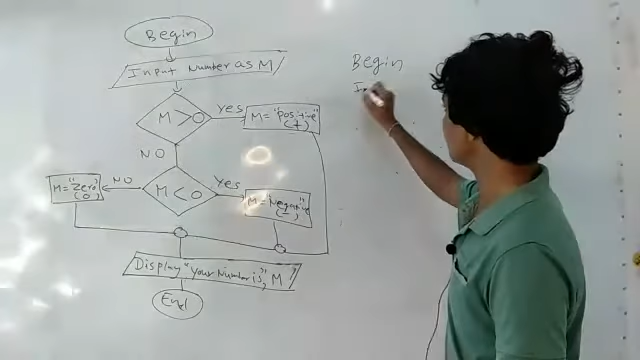 Begin
Input Number as M
M > 0
YES
M = "Positive"
(+)
NO
M < 0
NO
M = "Zero"
(0)
YES
M = "Negative"
(-)
Display "Your Number is", M
End
Begin
In